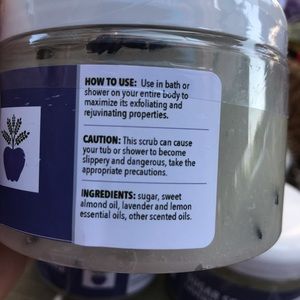 HOW TO USE: Use in bath or
shower on your entire body to
maximize its exfoliating and
rejuvinating properties.
CAUTION: This scrub can cause
your tub or shower to become
slippery and dangerous, take the
appropriate precautions.
INGREDIENTS: sugar, sweet
almond oil, lavender and lemon
essential oils, other scented oils.